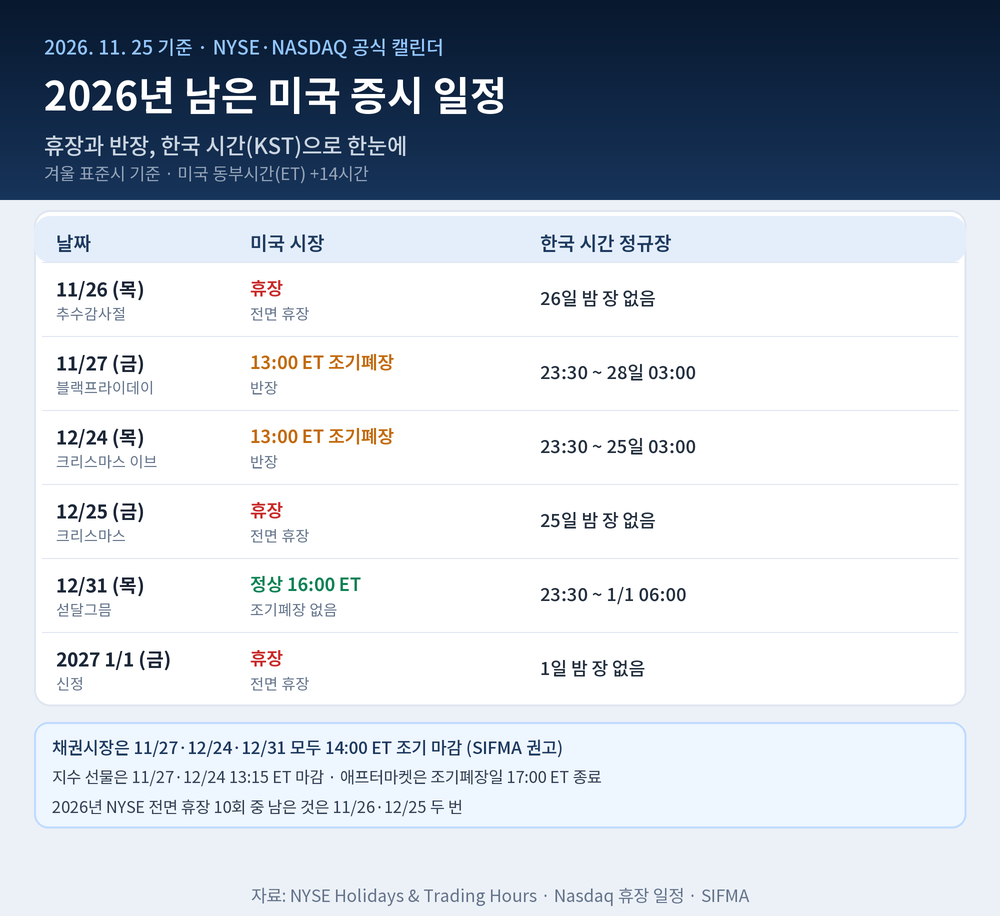 2026. 11. 25 기준 · NYSE·NASDAQ 공식 캘린더
2026년 남은 미국 증시 일정
휴장과 반장, 한국 시간(KST)으로 한눈에
겨울 표준시 기준 · 미국 동부시간(ET) +14시간
날짜 미국 시장 한국 시간 정규장
11/26 (목) 휴장 26일 밤 장 없음
추수감사절 전면 휴장
11/27 (금) 13:00 ET 조기폐장 23:30 ~ 28일 03:00
블랙프라이데이 반장
12/24 (목) 13:00 ET 조기폐장 23:30 ~ 25일 03:00
크리스마스 이브 반장
12/25 (금) 휴장 25일 밤 장 없음
크리스마스 전면 휴장
12/31 (목) 정상 16:00 ET 23:30 ~ 1/1 06:00
섣달그믐 조기폐장 없음
2027 1/1 (금) 휴장 1일 밤 장 없음
신정 전면 휴장
채권시장은 11/27·12/24·12/31 모두 14:00 ET 조기 마감 (SIFMA 권고)
지수 선물은 11/27·12/24 13:15 ET 마감 · 애프터마켓은 조기폐장일 17:00 ET 종료
2026년 NYSE 전면 휴장 10회 중 남은 것은 11/26·12/25 두 번
자료: NYSE Holidays & Trading Hours · Nasdaq 휴장 일정 · SIFMA